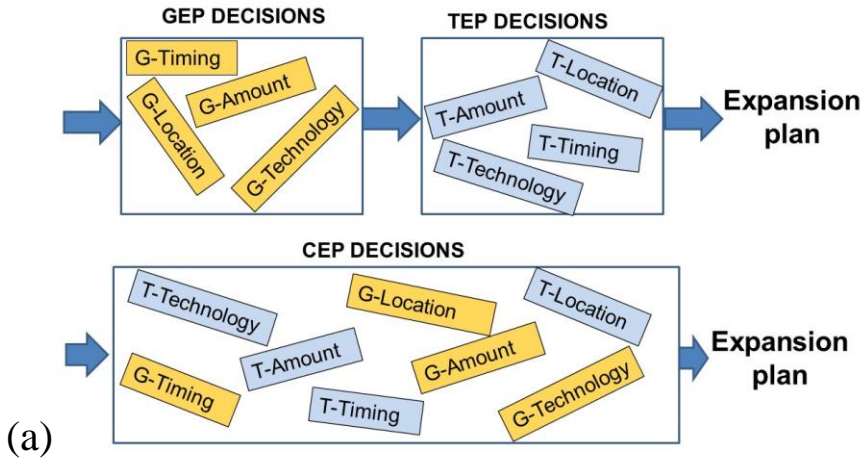 GEP DECISIONS
TEP DECISIONS
G-Timing
G-Amount
G-Location
G-Technology
T-Location
T-Amount
T-Timing
T-Technology
Expansion
plan
CEP DECISIONS
T-Technology
G-Location
T-Location
T-Amount
G-Amount
G-Timing
T-Timing
G-Technology
Expansion
plan
(a)